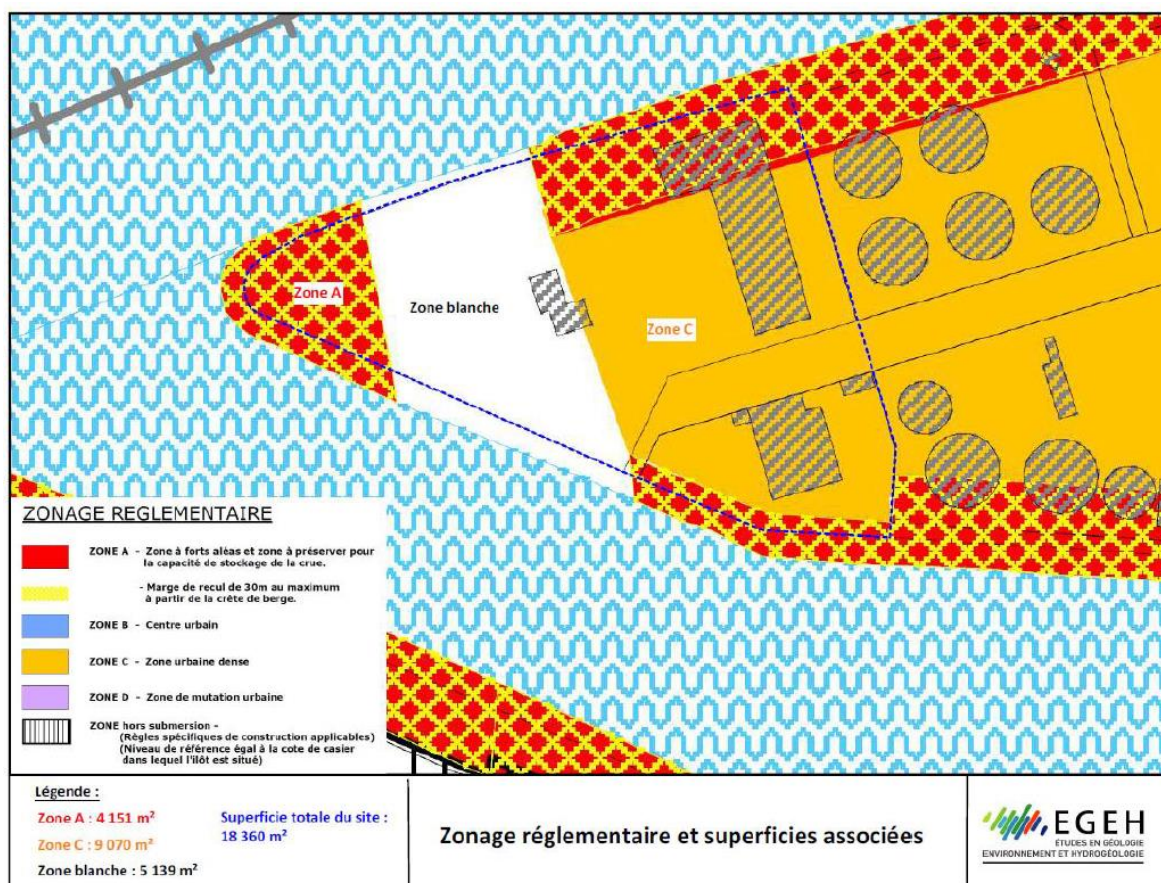 Zone A
Zone blanche
Zone C
ZONAGE REGLEMENTAIRE
ZONE A - Zone à forts aléas et zone à préserver pour
la capacité de stockage de la crue.
- Marge de recul de 30m au maximum
à partir de la crête de berge.
ZONE B - Centre urbain
ZONE C - Zone urbaine dense
ZONE D - Zone de mutation urbaine
ZONE hors submersion -
(Règles spécifiques de construction applicables)
(Niveau de référence égal à la cote de casier
dans lequel l'ilôt est situé)
Légende :
Zone A : 4 151 m²
Zone C : 9 070 m²
Zone blanche : 5 139 m²
Superficie totale du site :
18 360 m²
Zonage réglementaire et superficies associées
EGEH
ÉTUDES EN GÉOLOGIE
ENVIRONNEMENT ET HYDROGÉOLOGIE